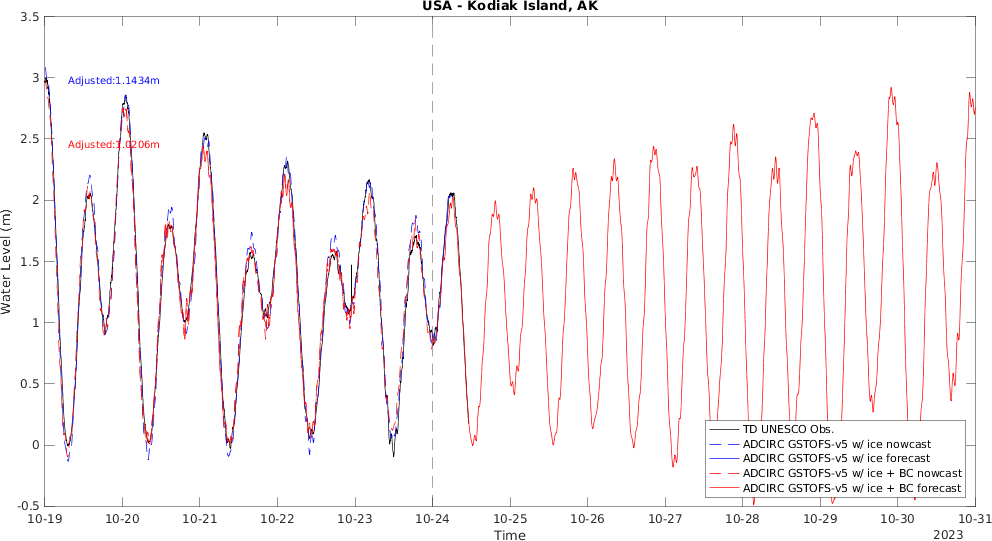 USA - Kodiak Island, AK
3.5
3
2.5
2
1.5
1
0.5
0
-0.5
Water Level (m)
Adjusted:1.1434m
Adjusted:1.0206m
TD UNESCO Obs.
ADCIRC GSTOFS-v5 w/ ice nowcast
ADCIRC GSTOFS-v5 w/ ice forecast
ADCIRC GSTOFS-v5 w/ ice + BC nowcast
ADCIRC GSTOFS-v5 w/ ice + BC forecast
10-19 10-20 10-21 10-22 10-23 10-24 10-25 10-26 10-27 10-28 10-29 10-30 10-31
Time
2023